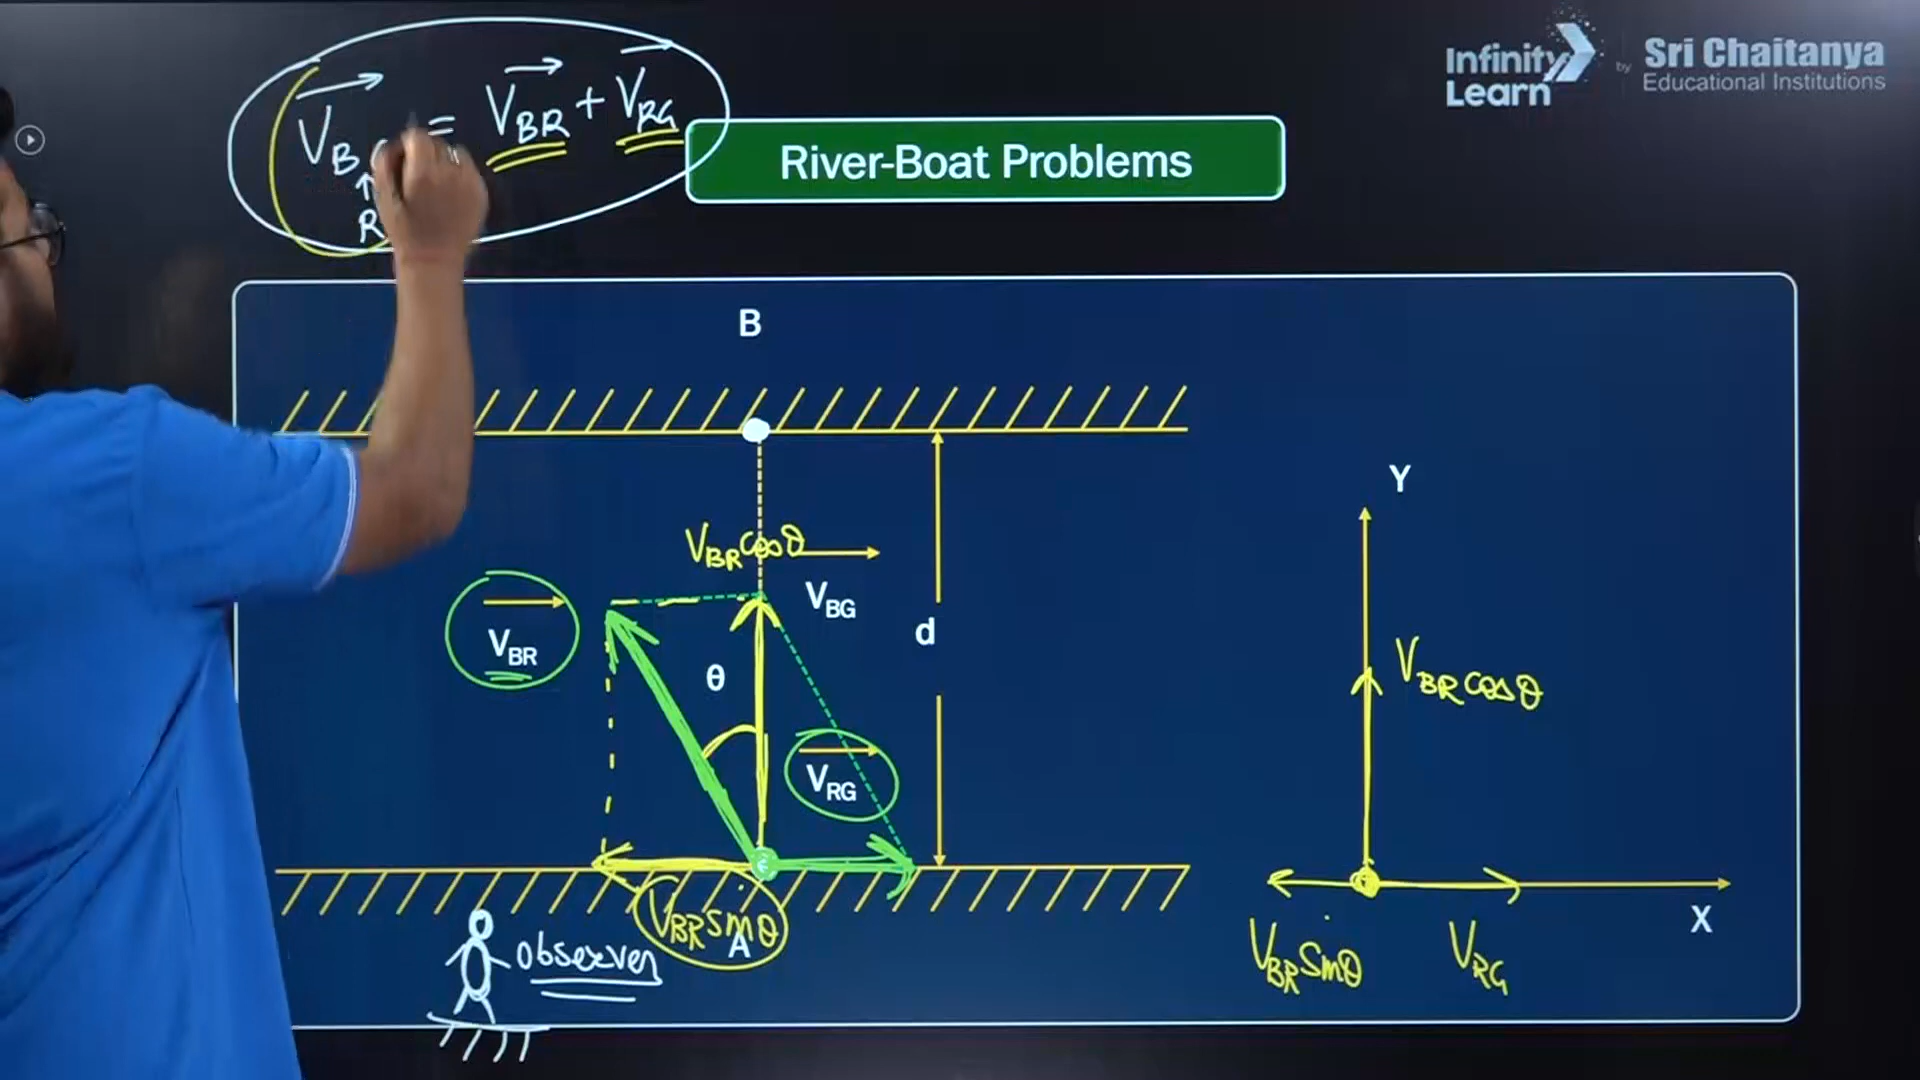 Infinity Learn by Sri Chaitanya Educational Institutions
V_B = V_BR + V_RG
R
River-Boat Problems
B
Y
V_BR cosθ
V_BG
V_BR
d
θ
V_BR cosθ
V_RG
V_BR sinθ
A
observer
X
V_BR sinθ
V_RG